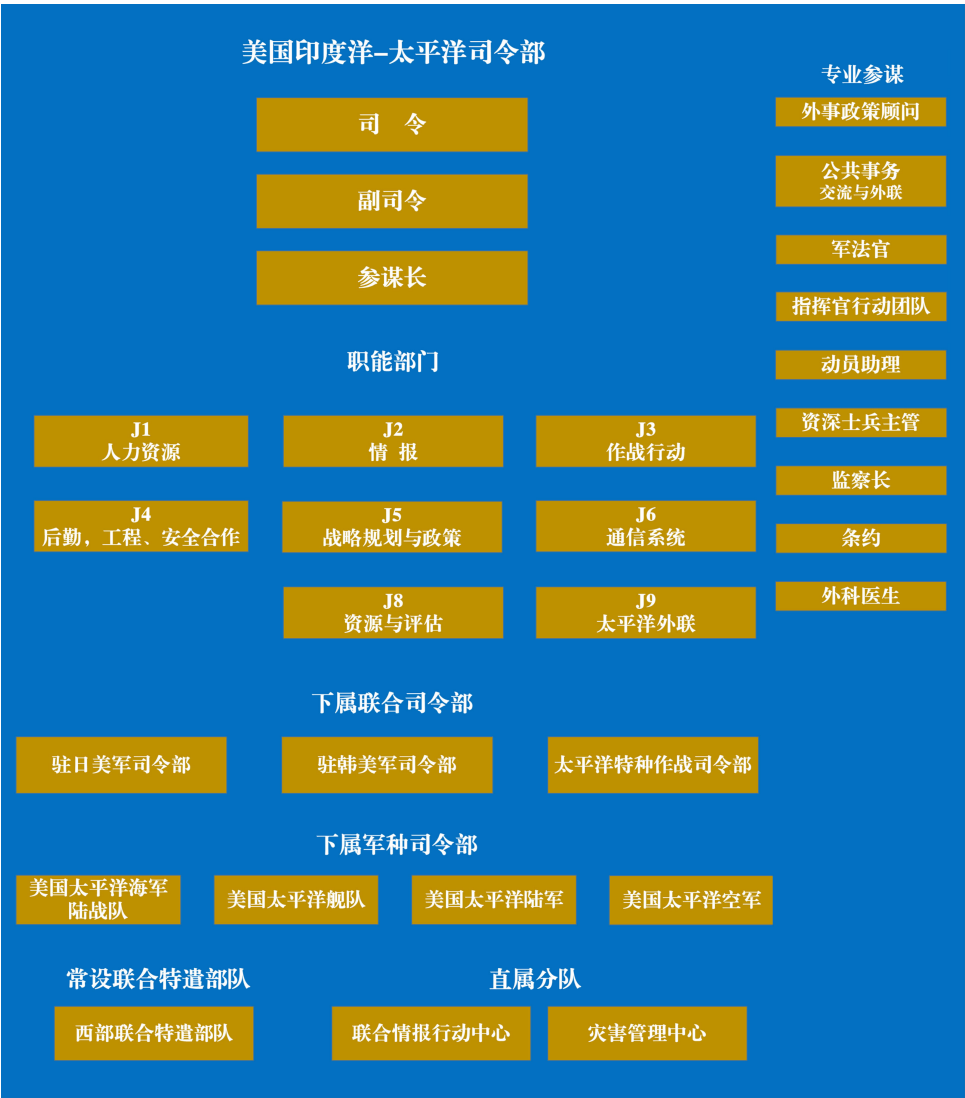 美国印度洋–太平洋司令部
司 令
副司令
参谋长
职能部门
J1
人力资源
J2
情 报
J3
作战行动
J4
后勤，工程、安全合作
J5
战略规划与政策
J6
通信系统
J8
资源与评估
J9
太平洋外联
专业参谋
外事政策顾问
公共事务
交流与外联
军法官
指挥官行动团队
动员助理
资深士兵主管
监察长
条约
外科医生
下属联合司令部
驻日美军司令部
驻韩美军司令部
太平洋特种作战司令部
下属军种司令部
美国太平洋海军
陆战队
美国太平洋舰队
美国太平洋陆军
美国太平洋空军
常设联合特遣部队
西部联合特遣部队
直属分队
联合情报行动中心
灾害管理中心